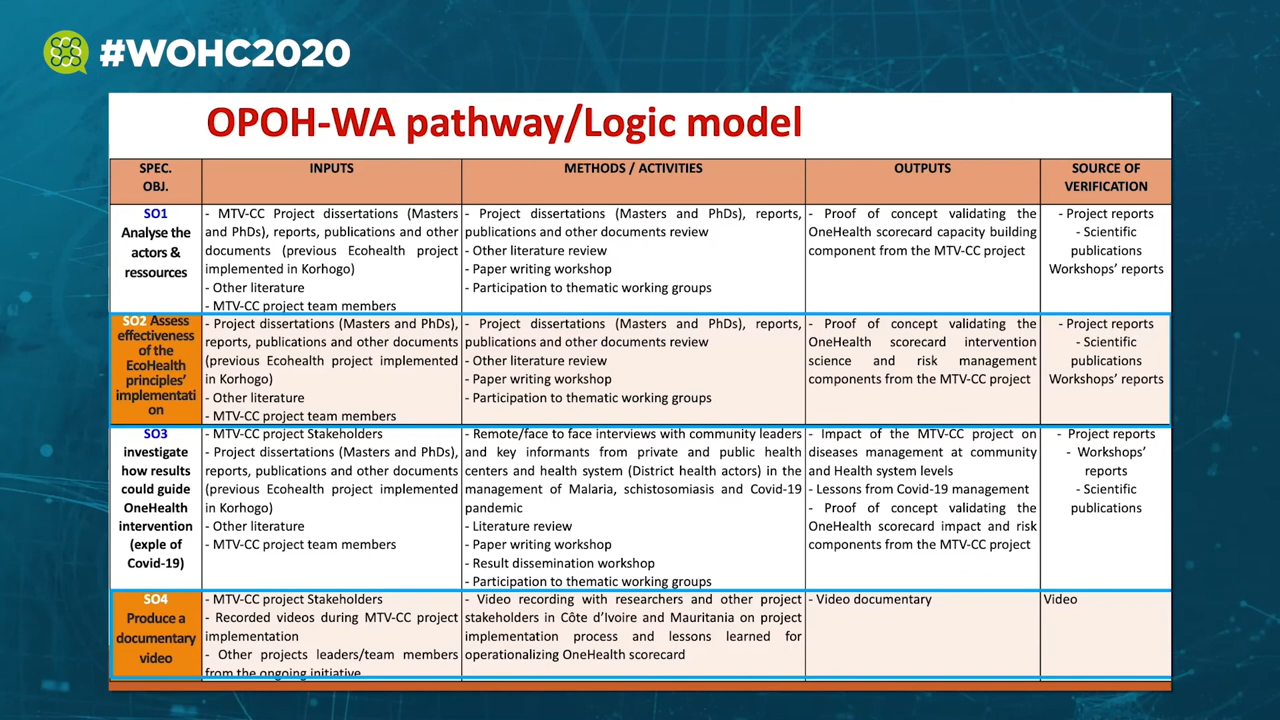 #WOHC2020
OPOH-WA pathway/Logic model
SPEC.
OBJ.
INPUTS
METHODS / ACTIVITIES
OUTPUTS
SOURCE OF
VERIFICATION
SO1
Analyse the
actors &
ressources
- MTV-CC Project dissertations (Masters
and PhDs), reports, publications and other
documents (previous Ecohealth project
implemented in Korhogo)
- Other literature
- MTV-CC project team members
- Project dissertations (Masters and PhDs), reports,
publications and other documents review
- Other literature review
- Paper writing workshop
- Participation to thematic working groups
- Proof of concept validating the
OneHealth scorecard capacity building
component from the MTV-CC project
- Project reports
- Scientific
publications
Workshops’ reports
SO2 Assess
effectiveness
of the
EcoHealth
principles’
implementati
on
- Project dissertations (Masters and PhDs),
reports, publications and other documents
(previous Ecohealth project implemented
in Korhogo)
- Other literature
- MTV-CC project team members
- Project dissertations (Masters and PhDs), reports,
publications and other documents review
- Other literature review
- Paper writing workshop
- Participation to thematic working groups
- Proof of concept validating the
OneHealth scorecard intervention
science and risk management
components from the MTV-CC project
- Project reports
- Scientific
publications
Workshops’ reports
SO3
investigate
how results
could guide
OneHealth
intervention
(exple of
Covid-19)
- MTV-CC project Stakeholders
- Project dissertations (Masters and PhDs),
reports, publications and other documents
(previous Ecohealth project implemented
in Korhogo)
- Other literature
- MTV-CC project team members
- Remote/face to face interviews with community leaders
and key informants from private and public health
centers and health system (District health actors) in the
management of Malaria, schistosomiasis and Covid-19
pandemic
- Literature review
- Paper writing workshop
- Result dissemination workshop
- Participation to thematic working groups
- Impact of the MTV-CC project on
diseases management at community
and Health system levels
- Lessons from Covid-19 management
- Proof of concept validating the
OneHealth scorecard impact and risk
components from the MTV-CC project
- Project reports
- Workshops’
reports
- Scientific
publications
SO4
Produce a
documentary
video
- MTV-CC project Stakeholders
- Recorded videos during MTV-CC project
implementation
- Other projects leaders/team members
from the ongoing initiative
- Video recording with researchers and other project
stakeholders in Côte d’Ivoire and Mauritania on project
implementation process and lessons learned for
operationalizing OneHealth scorecard
- Video documentary
Video